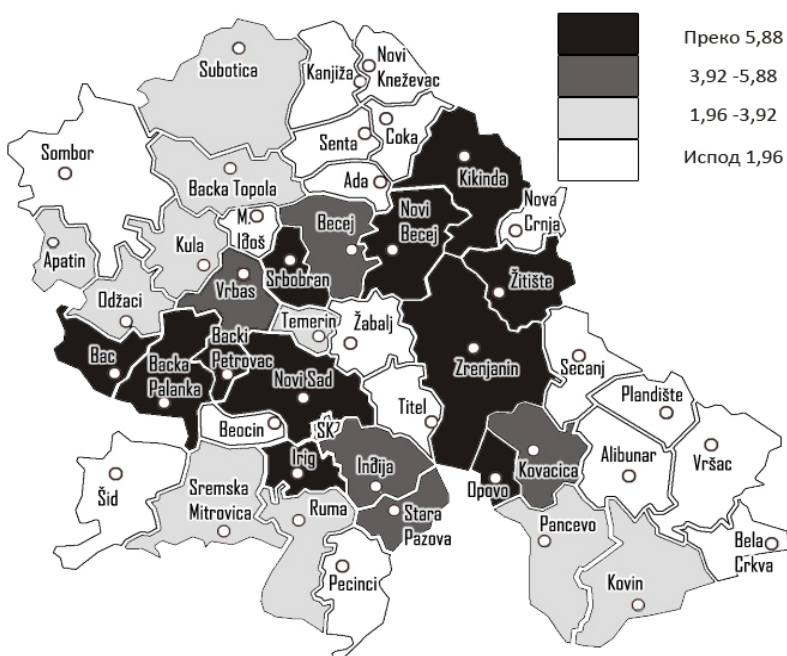 Преко 5,88
3,92 -5,88
1,96 -3,92
Испод 1,96
Subotica
Kanjiža
Novi
Kneževac
Senta
Coka
Sombor
Backa Topola
Ada
Kikinda
Apatin
Kula
M.
Iđoš
Becej
Novi
Becej
Nova
Crnja
Odžaci
Vrbas
Srbobran
Žitište
Temerin
Žabalj
Bac
Backa
Palanka
Backi
Petrovac
Novi Sad
Zrenjanin
Secanj
Titel
Plandište
Beocin
SK
Šid
Irig
Inđija
Opovo
Kovacica
Alibunar
Vršac
Sremska
Mitrovica
Ruma
Stara
Pazova
Pancevo
Bela
Crkva
Pecinci
Kovin